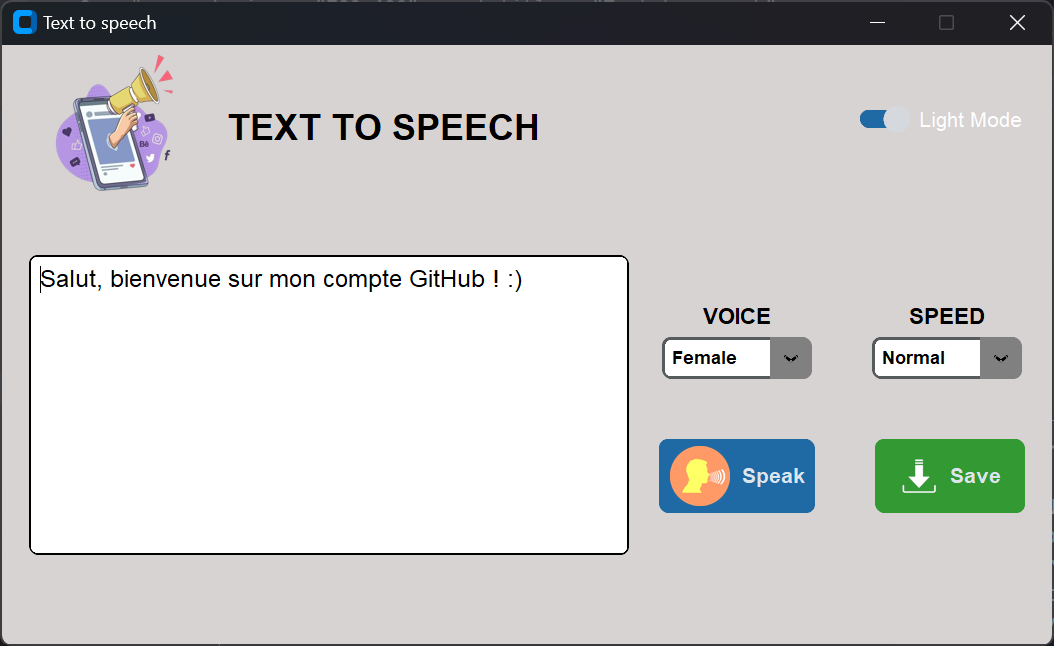 Text to speech
TEXT TO SPEECH
Light Mode
Salut, bienvenue sur mon compte GitHub ! :)
VOICE
SPEED
Female
Normal
Speak
Save